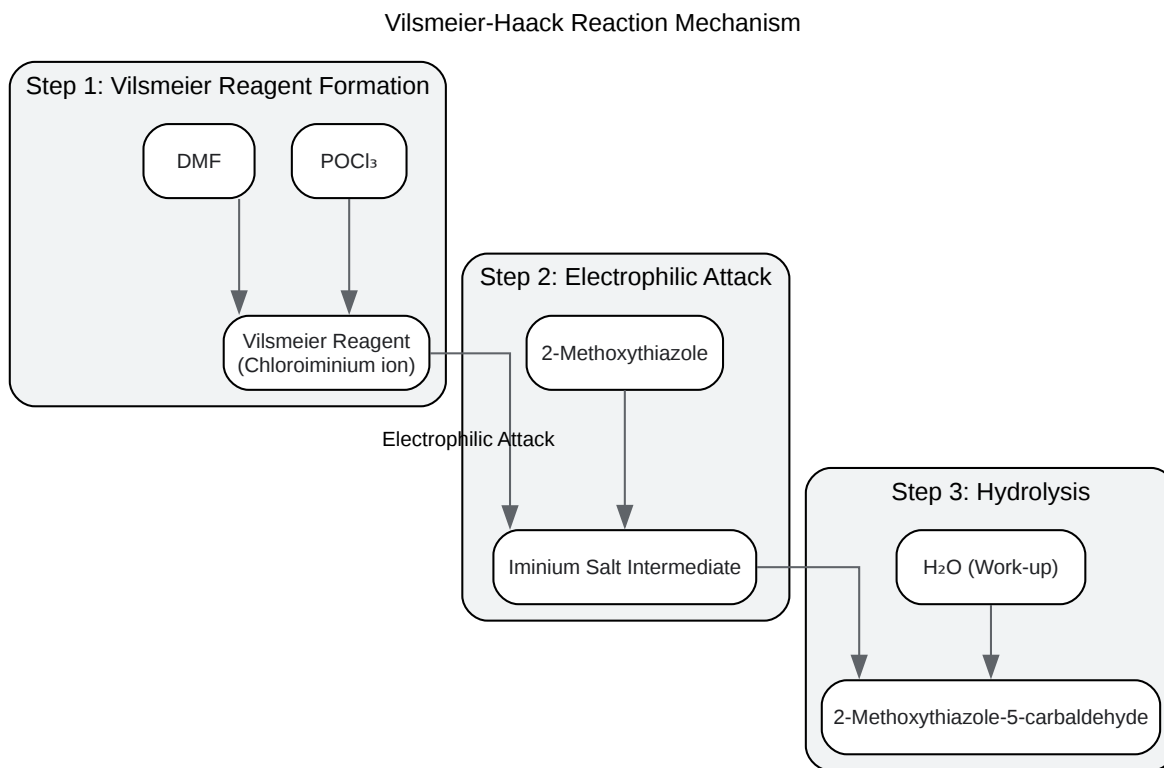 Vilsmeier-Haack Reaction Mechanism
Step 1: Vilsmeier Reagent Formation
DMF
POCl₃
Vilsmeier Reagent
(Chloroiminium ion)
Step 2: Electrophilic Attack
2-Methoxythiazole
Electrophilic Attack
Iminium Salt Intermediate
Step 3: Hydrolysis
H₂O (Work-up)
2-Methoxythiazole-5-carbaldehyde